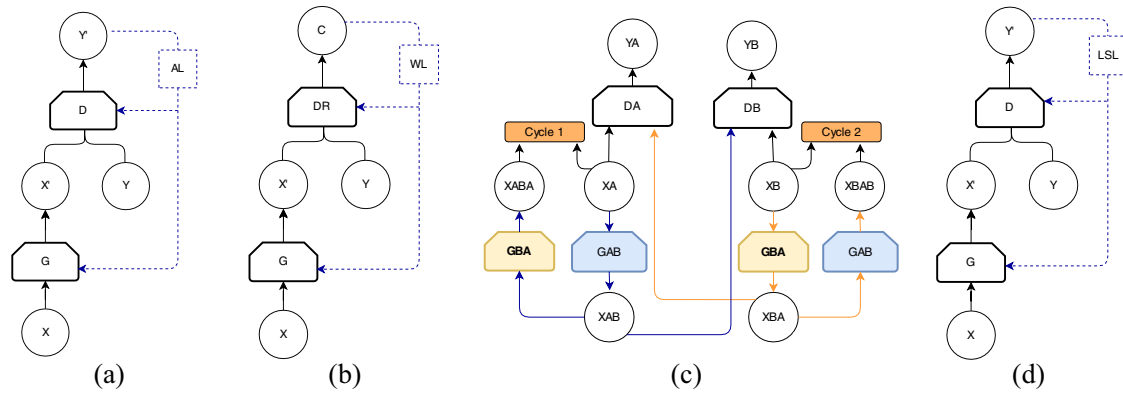 Y'
AL
D
X'
Y
G
X
(a)
C
WL
DR
X'
Y
G
X
(b)
YA
YB
DA
DB
Cycle 1
Cycle 2
XABA
XA
XB
XBAB
GBA
GAB
GBA
GAB
XAB
XBA
(c)
Y'
LSL
D
X'
Y
G
X
(d)